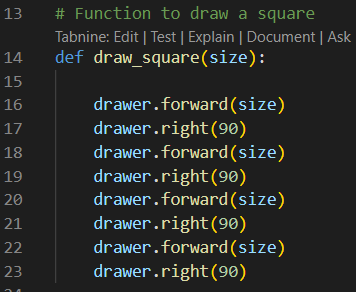 13 # Function to draw a square
Tabnine: Edit | Test | Explain | Document | Ask
14 def draw_square(size):
15
16     drawer.forward(size)
17     drawer.right(90)
18     drawer.forward(size)
19     drawer.right(90)
20     drawer.forward(size)
21     drawer.right(90)
22     drawer.forward(size)
23     drawer.right(90)